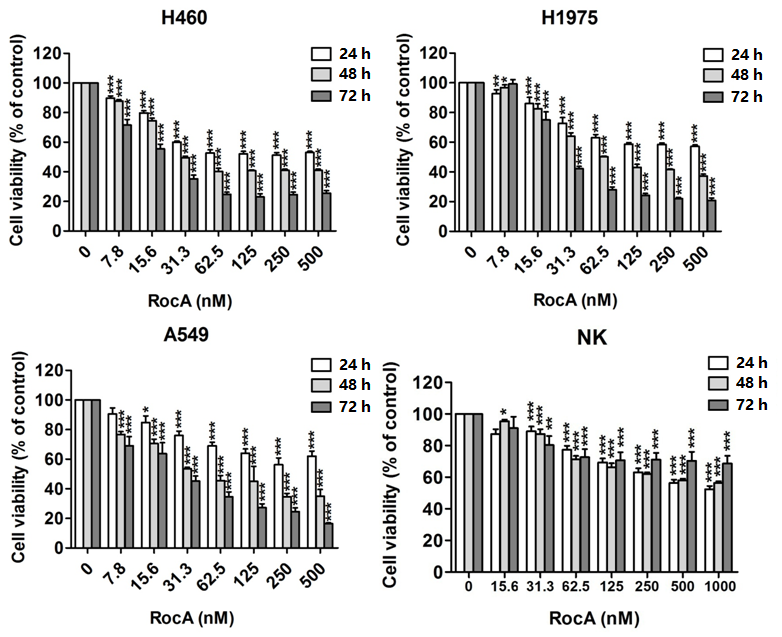 H460
Cell viability (% of control)
120
100
80
60
40
20
0
24 h
48 h
72 h
*** *** ***
*** *** ***
*** *** ***
*** *** ***
*** *** ***
*** *** ***
*** *** ***
0 7.8 15.6 31.3 62.5 125 250 500
RocA (nM)
H1975
Cell viability (% of control)
120
100
80
60
40
20
0
24 h
48 h
72 h
** *
*** *** ***
*** *** ***
*** *** ***
*** *** ***
*** *** ***
*** *** ***
0 7.8 15.6 31.3 62.5 125 250 500
RocA (nM)
A549
Cell viability (% of control)
120
100
80
60
40
20
0
24 h
48 h
72 h
*** ***
* *** ***
*** *** ***
*** *** ***
*** *** ***
*** *** ***
*** *** ***
0 7.8 15.6 31.3 62.5 125 250 500
RocA (nM)
NK
Cell viability (% of control)
120
100
80
60
40
20
0
24 h
48 h
72 h
*
*** *** **
*** *** ***
*** *** ***
*** *** ***
*** *** ***
*** *** ***
0 15.6 31.3 62.5 125 250 500 1000
RocA (nM)